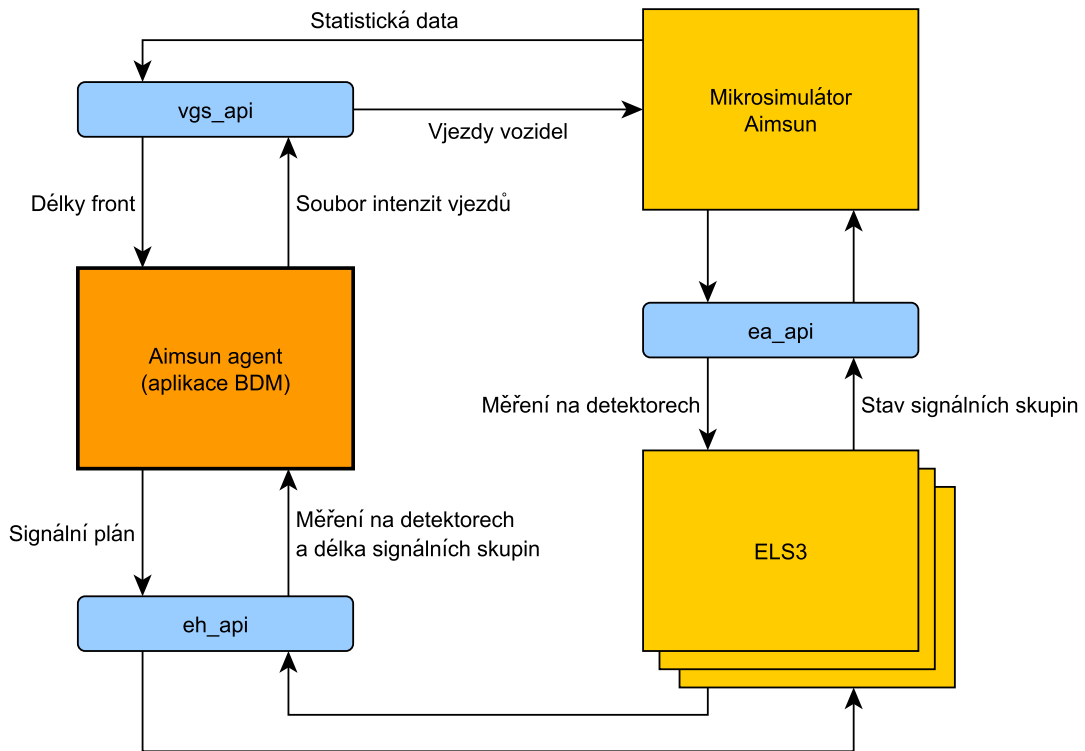 Statistická data
vgs_api
Mikrosimulátor
Aimsun
Vjezdy vozidel
Délky front
Soubor intenzit vjezdů
Aimsun agent
(aplikace BDM)
ea_api
Měření na detektorech
Stav signálních skupin
Signální plán
Měření na detektorech
a délka signálních skupin
ELS3
eh_api